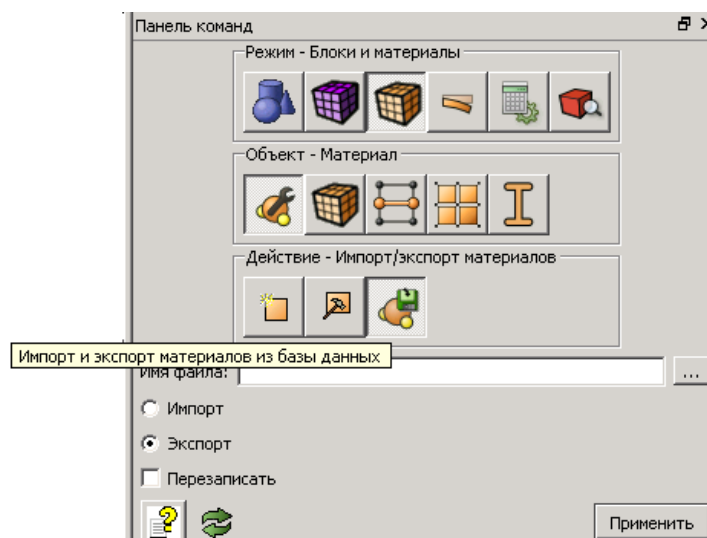 Панель команд
Режим - Блоки и материалы
Объект - Материал
Действие - Импорт/экспорт материалов
Импорт и экспорт материалов из базы данных
Имя файла:
...
Импорт
Экспорт
Перезаписать
Применить